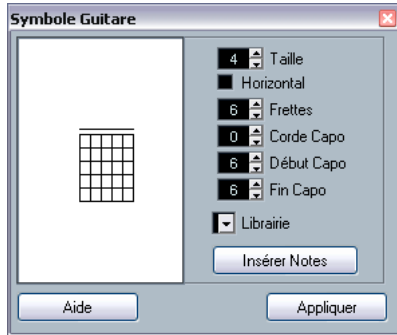 Symbole Guitare
4 Taille
Horizontal
6 Frettes
0 Corde Capo
6 Début Capo
6 Fin Capo
Librairie
Insérer Notes
Aide
Appliquer